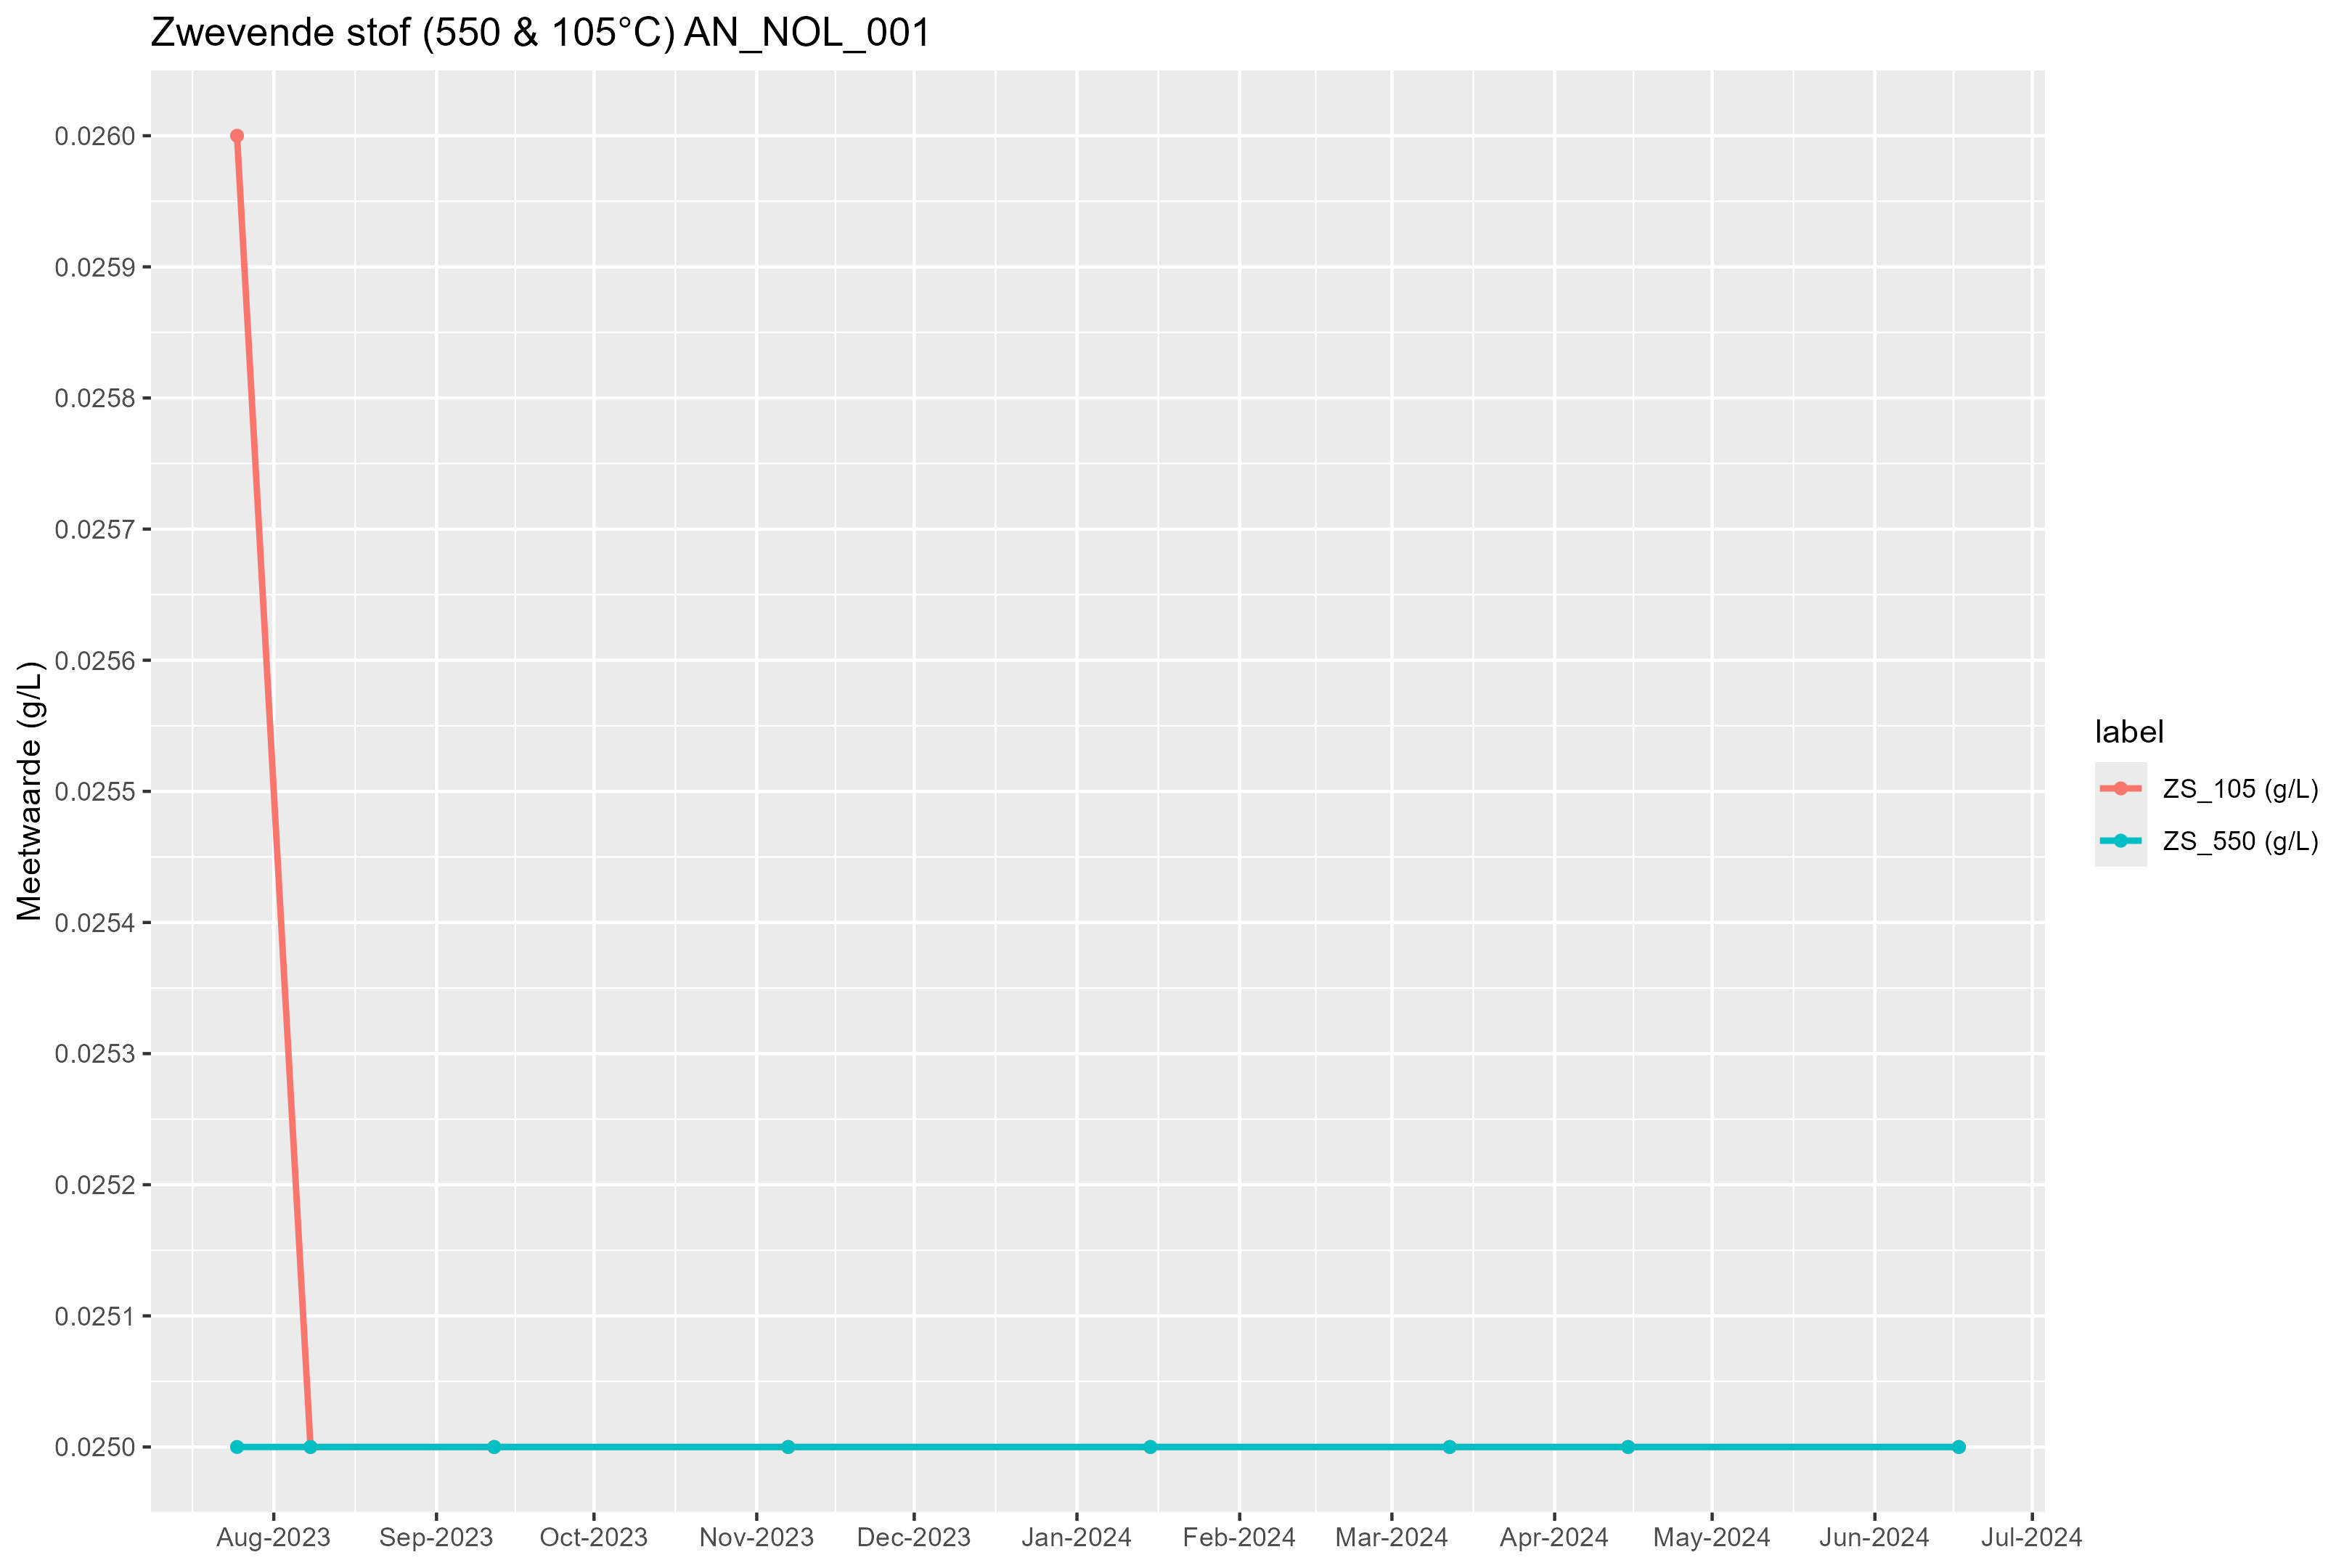 Zwevende stof (550 & 105°C) AN_NOL_001
Meetwaarde (g/L)
0.0260
0.0259
0.0258
0.0257
0.0256
0.0255
0.0254
0.0253
0.0252
0.0251
0.0250
Aug-2023 Sep-2023 Oct-2023 Nov-2023 Dec-2023 Jan-2024 Feb-2024 Mar-2024 Apr-2024 May-2024 Jun-2024 Jul-2024
label
ZS_105 (g/L)
ZS_550 (g/L)